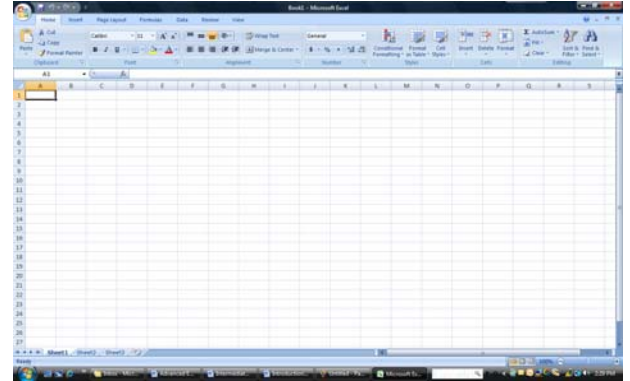 Book1 - Microsoft Excel
Home Insert Page Layout Formulas Data Review View
Cut
Copy
Format Painter
Paste
Calibri 11
Wrap Text
Merge & Center
General
Conditional Formatting Format as Table Cell Styles
Insert Delete Format
AutoSum
Fill
Clear
Sort & Filter Find & Select
Clipboard Font Alignment Number Styles Cells Editing
A1
A B C D E F G H I J K L M N O P Q R S
1
2
3
4
5
6
7
8
9
10
11
12
13
14
15
16
17
18
19
20
21
22
23
24
25
26
27
Sheet1 Sheet2 Sheet3
Ready 100%
Microsoft Ex...